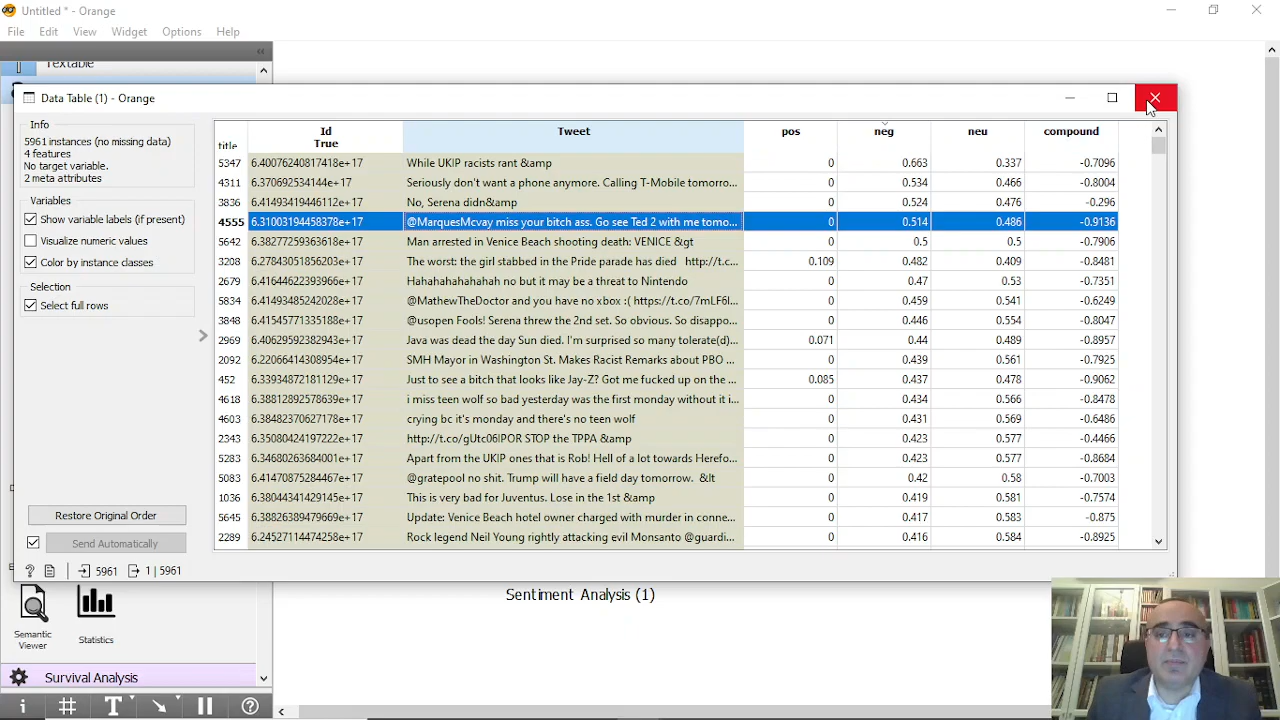 Untitled * - Orange
File Edit View Widget Options Help
Textable
Data Table (1) - Orange
Info
5961 instances (no missing data)
4 features
No target variable.
2 meta attributes
Variables
Show variable labels (if present)
Visualize numeric values
Color by instance classes
Selection
Select full rows
Restore Original Order
Send Automatically
5961 1 | 5961
title Id True Tweet pos neg neu compound
5347 6.40076240817418e+17 While UKIP racists rant &amp 0 0.663 0.337 -0.7096
4311 6.370692534144e+17 Seriously don't want a phone anymore. Calling T-Mobile tomorro... 0 0.534 0.466 -0.8004
3836 6.41493419446112e+17 No, Serena didn&amp 0 0.524 0.476 -0.296
4555 6.31003194458378e+17 @MarquesMcvay miss your bitch ass. Go see Ted 2 with me tomo... 0 0.514 0.486 -0.9136
5642 6.38277259363618e+17 Man arrested in Venice Beach shooting death: VENICE &gt 0 0.5 0.5 -0.7906
3208 6.27843051856203e+17 The worst: the girl stabbed in the Pride parade has died http://t.c... 0.109 0.482 0.409 -0.8481
2679 6.41644622393966e+17 Hahahahahahahah no but it may be a threat to Nintendo 0 0.47 0.53 -0.7351
5834 6.41493485242028e+17 @MathewTheDoctor and you have no xbox :( https://t.co/7mLF6l... 0 0.459 0.541 -0.6249
3848 6.41545771335188e+17 @usopen Fools! Serena threw the 2nd set. So obvious. So disappo... 0 0.446 0.554 -0.8047
2969 6.40629592382943e+17 Java was dead the day Sun died. I'm surprised so many tolerate(d)... 0.071 0.44 0.489 -0.8957
2092 6.22066414308954e+17 SMH Mayor in Washington St. Makes Racist Remarks about PBO ... 0 0.439 0.561 -0.7925
452 6.33934872181129e+17 Just to see a bitch that looks like Jay-Z? Got me fucked up on the ... 0.085 0.437 0.478 -0.9062
4618 6.38812892578639e+17 i miss teen wolf so bad yesterday was the first monday without it i... 0 0.434 0.566 -0.8478
4603 6.38482370627178e+17 crying bc it's monday and there's no teen wolf 0 0.431 0.569 -0.6486
2343 6.35080424197222e+17 http://t.co/gUtc06lPOR STOP the TPPA &amp 0 0.423 0.577 -0.4466
5283 6.34680263684001e+17 Apart from the UKIP ones that is Rob! Hell of a lot towards Herefo... 0 0.423 0.577 -0.8684
5083 6.41470875284467e+17 @gratepool no shit. Trump will have a field day tomorrow. &lt 0 0.42 0.58 -0.7003
1036 6.38044341429145e+17 This is very bad for Juventus. Lose in the 1st &amp 0 0.419 0.581 -0.7574
5645 6.38826389479669e+17 Update: Venice Beach hotel owner charged with murder in conne... 0 0.417 0.583 -0.875
2289 6.24527114474258e+17 Rock legend Neil Young rightly attacking evil Monsanto @guardi... 0 0.416 0.584 -0.8925
Sentiment Analysis (1)
Semantic Viewer
Statistics
Survival Analysis